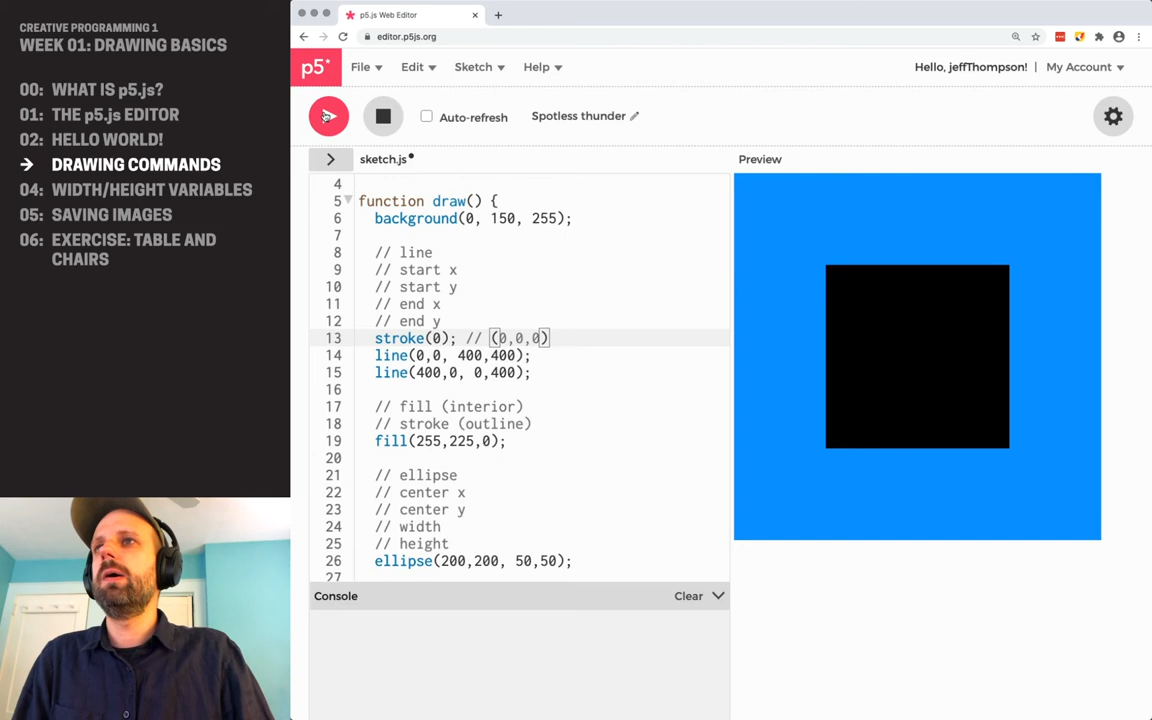 CREATIVE PROGRAMMING 1
WEEK 01: DRAWING BASICS
00: WHAT IS p5.js?
01: THE p5.js EDITOR
02: HELLO WORLD!
→ DRAWING COMMANDS
04: WIDTH/HEIGHT VARIABLES
05: SAVING IMAGES
06: EXERCISE: TABLE AND
CHAIRS
p5.js Web Editor
editor.p5js.org
p5* File Edit Sketch Help Hello, jeffThompson! My Account
Auto-refresh Spotless thunder
sketch.js Preview
4
5 function draw() {
6 background(0, 150, 255);
7
8 // line
9 // start x
10 // start y
11 // end x
12 // end y
13 stroke(0); // (0,0,0)
14 line(0,0, 400,400);
15 line(400,0, 0,400);
16
17 // fill (interior)
18 // stroke (outline)
19 fill(255,225,0);
20
21 // ellipse
22 // center x
23 // center y
24 // width
25 // height
26 ellipse(200,200, 50,50);
27
Console Clear